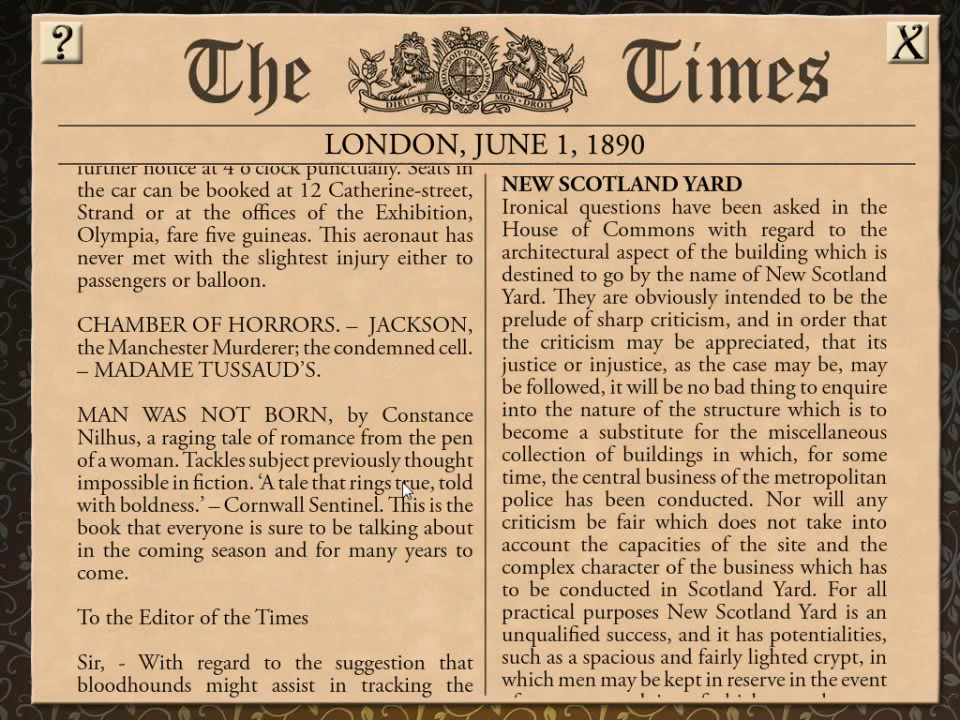 ?
X
The Times
DIEU ET MON DROIT
LONDON, JUNE 1, 1890
further notice at 4 o'clock punctually. Seats in
the car can be booked at 12 Catherine-street,
Strand or at the offices of the Exhibition,
Olympia, fare five guineas. This aeronaut has
never met with the slightest injury either to
passengers or balloon.
CHAMBER OF HORRORS. – JACKSON,
the Manchester Murderer; the condemned cell.
– MADAME TUSSAUD'S.
MAN WAS NOT BORN, by Constance
Nilhus, a raging tale of romance from the pen
of a woman. Tackles subject previously thought
impossible in fiction. 'A tale that rings true, told
with boldness.' – Cornwall Sentinel. This is the
book that everyone is sure to be talking about
in the coming season and for many years to
come.
To the Editor of the Times
Sir, - With regard to the suggestion that
bloodhounds might assist in tracking the
NEW SCOTLAND YARD
Ironical questions have been asked in the
House of Commons with regard to the
architectural aspect of the building which is
destined to go by the name of New Scotland
Yard. They are obviously intended to be the
prelude of sharp criticism, and in order that
the criticism may be appreciated, that its
justice or injustice, as the case may be, may
be followed, it will be no bad thing to enquire
into the nature of the structure which is to
become a substitute for the miscellaneous
collection of buildings in which, for some
time, the central business of the metropolitan
police has been conducted. Nor will any
criticism be fair which does not take into
account the capacities of the site and the
complex character of the business which has
to be conducted in Scotland Yard. For all
practical purposes New Scotland Yard is an
unqualified success, and it has potentialities,
such as a spacious and fairly lighted crypt, in
which men may be kept in reserve in the event